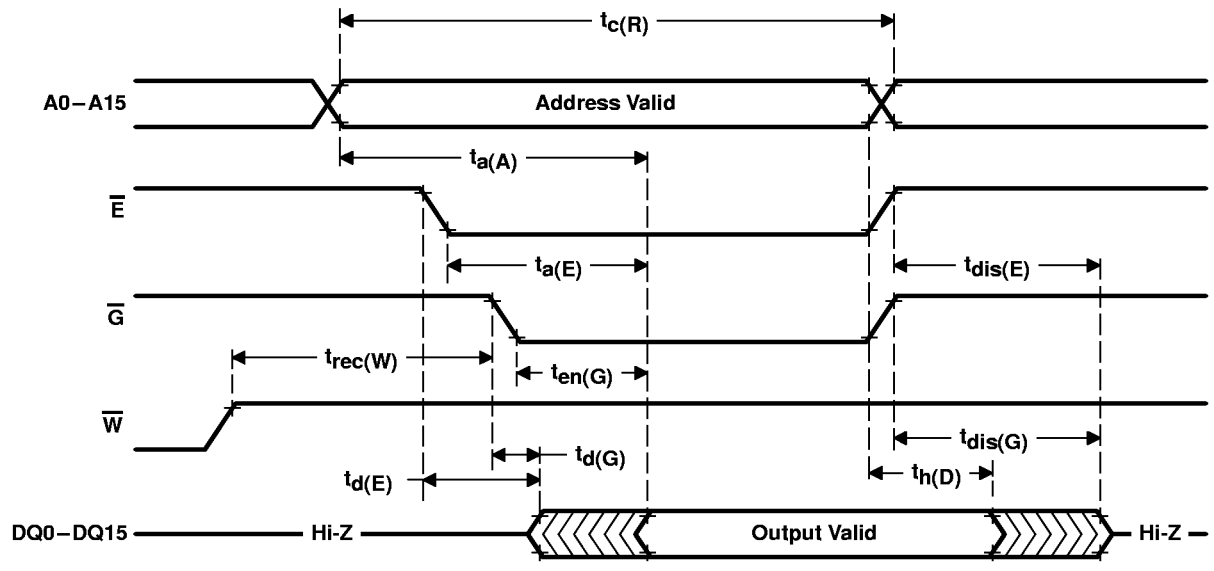 tc(R)
A0–A15
Address Valid
ta(A)
E
ta(E)
tdis(E)
G
trec(W)
ten(G)
W
td(G)
tdis(G)
td(E)
th(D)
DQ0–DQ15
Hi-Z
Output Valid
Hi-Z